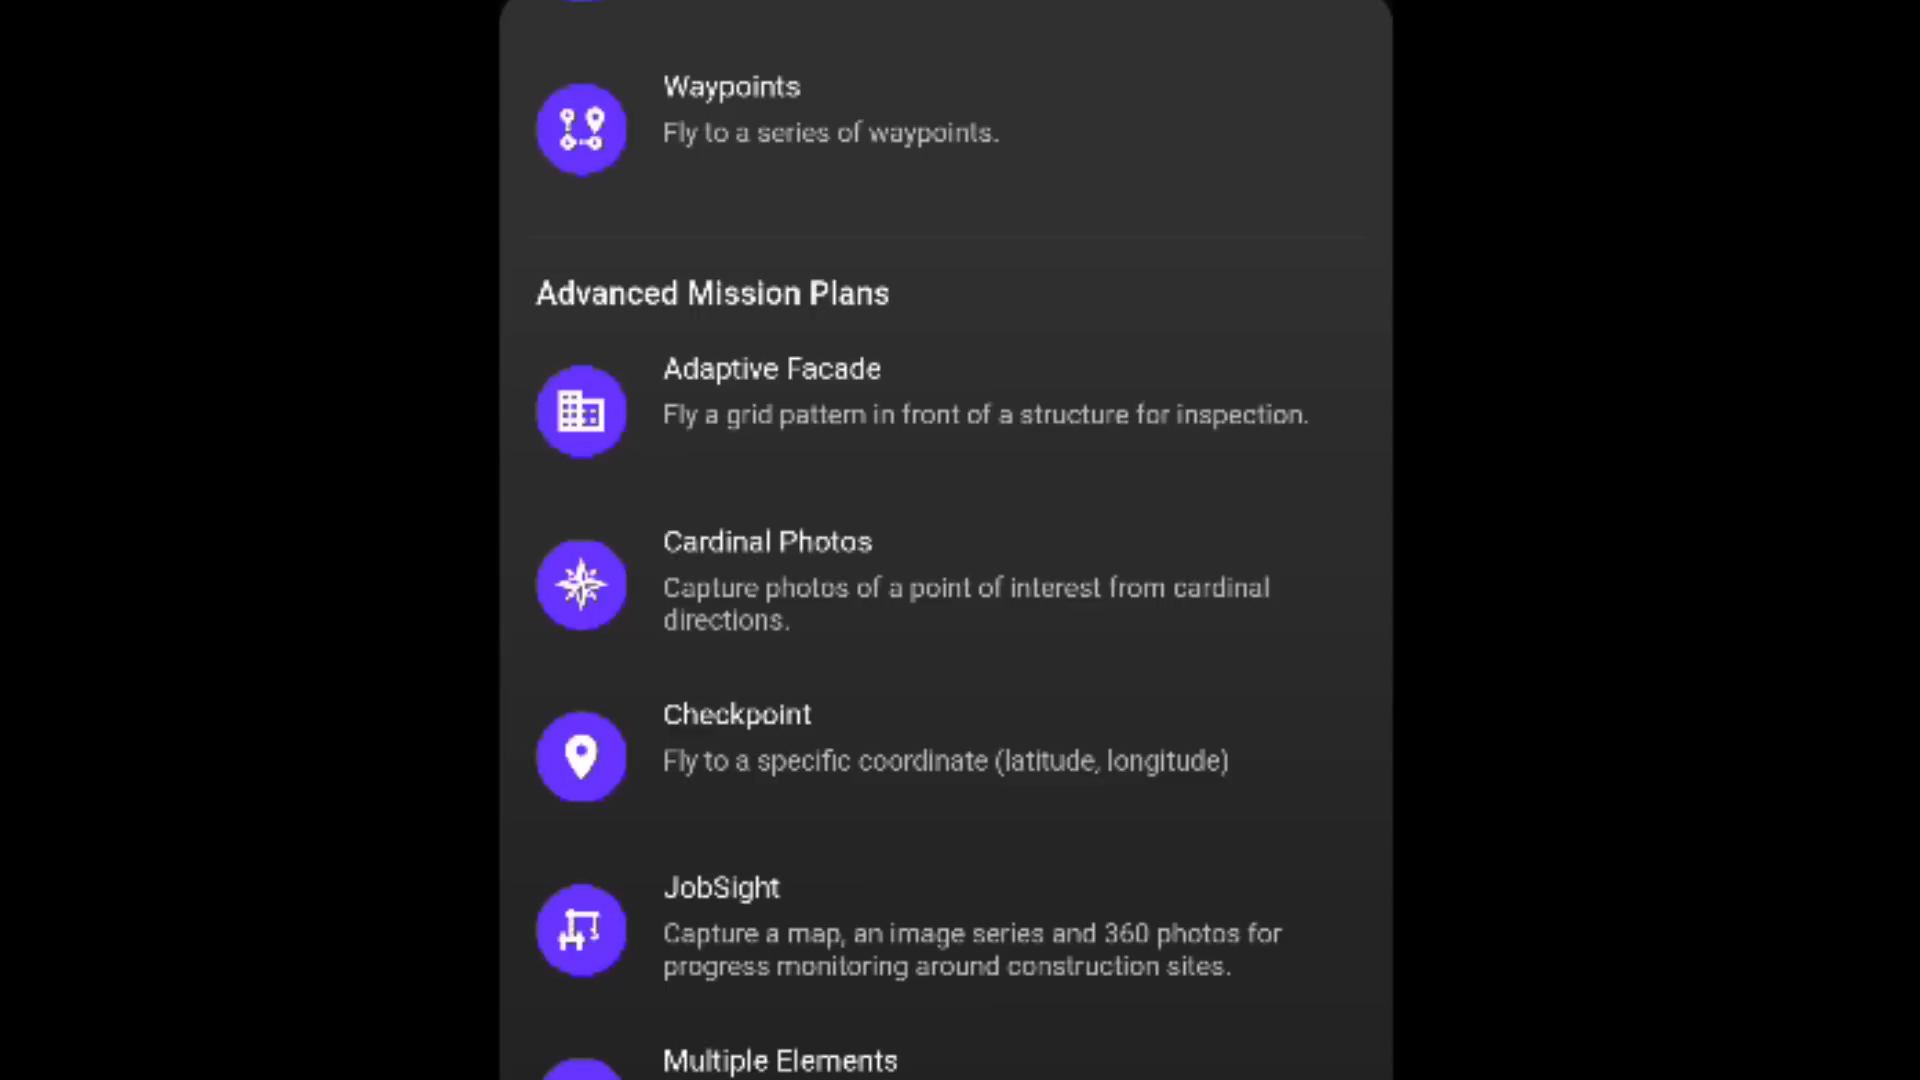 Waypoints
Fly to a series of waypoints.
Advanced Mission Plans
Adaptive Facade
Fly a grid pattern in front of a structure for inspection.
Cardinal Photos
Capture photos of a point of interest from cardinal
directions.
Checkpoint
Fly to a specific coordinate (latitude, longitude)
JobSight
Capture a map, an image series and 360 photos for
progress monitoring around construction sites.
Multiple Elements